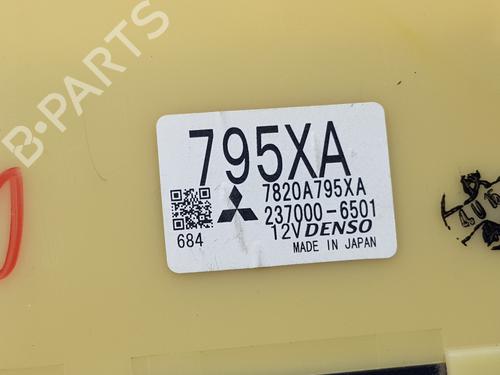 B-PARTS
795XA
7820A795XA
237000-6501
684
12V DENSO
MADE IN JAPAN